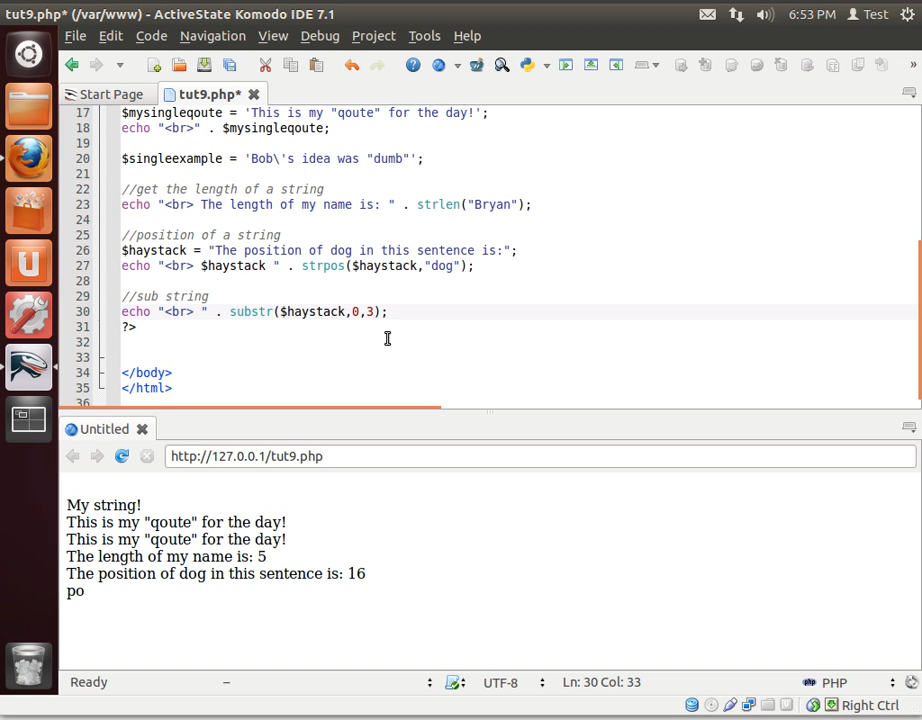 tut9.php* (/var/www) - ActiveState Komodo IDE 7.1
6:53 PM
Test
File Edit Code Navigation View Debug Project Tools Help
Start Page
tut9.php*
17 $mysingleqoute = 'This is my "qoute" for the day!';
18 echo "<br>" . $mysingleqoute;
19
20 $singleexample = 'Bob\'s idea was "dumb"';
21
22 //get the length of a string
23 echo "<br> The length of my name is: " . strlen("Bryan");
24
25 //position of a string
26 $haystack = "The position of dog in this sentence is:";
27 echo "<br> $haystack " . strpos($haystack,"dog");
28
29 //sub string
30 echo "<br> " . substr($haystack,0,3);
31 ?>
32
33
34 </body>
35 </html>
36
Untitled
http://127.0.0.1/tut9.php
My string!
This is my "qoute" for the day!
This is my "qoute" for the day!
The length of my name is: 5
The position of dog in this sentence is: 16
po
Ready
–
UTF-8
Ln: 30 Col: 33
php PHP
Right Ctrl